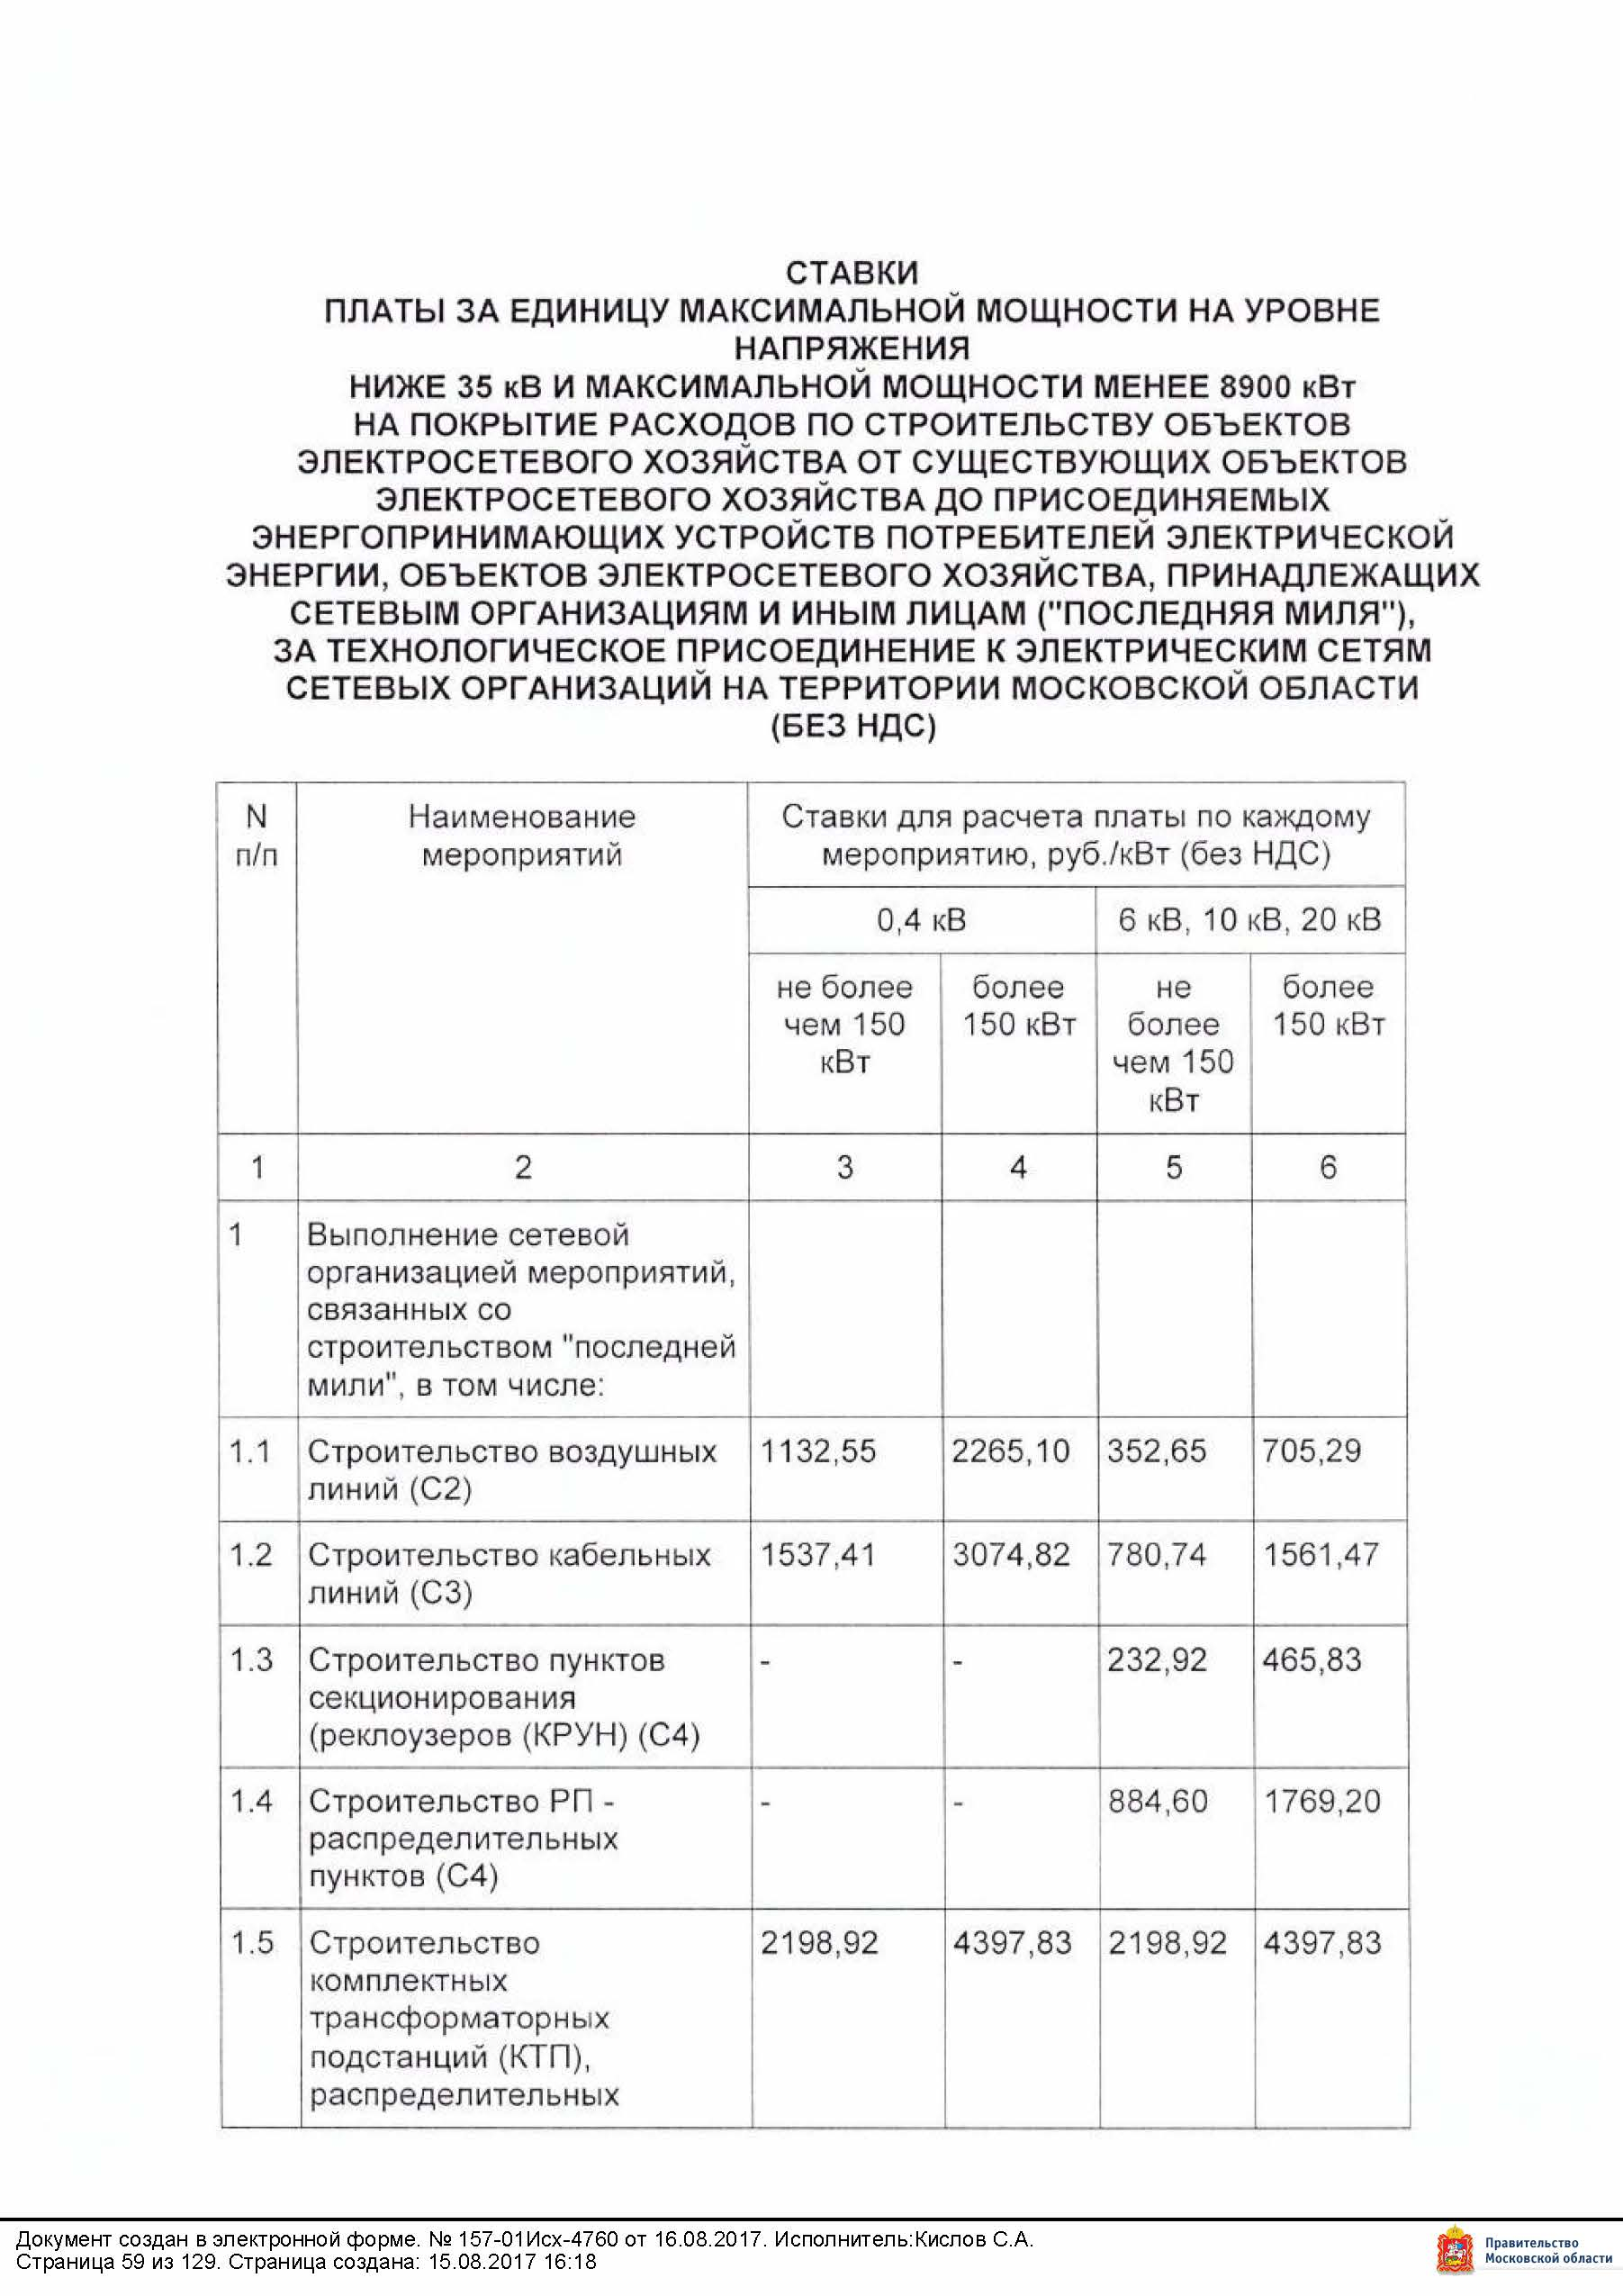 СТАВКИ
ПЛАТЫ ЗА ЕДИНИЦУ МАКСИМАЛЬНОЙ МОЩНОСТИ НА УРОВНЕ
НАПРЯЖЕНИЯ
НИЖЕ 35 кВ И МАКСИМАЛЬНОЙ МОЩНОСТИ МЕНЕЕ 8900 кВт
НА ПОКРЫТИЕ РАСХОДОВ ПО СТРОИТЕЛЬСТВУ ОБЪЕКТОВ
ЭЛЕКТРОСЕТЕВОГО ХОЗЯЙСТВА ОТ СУЩЕСТВУЮЩИХ ОБЪЕКТОВ
ЭЛЕКТРОСЕТЕВОГО ХОЗЯЙСТВА ДО ПРИСОЕДИНЯЕМЫХ
ЭНЕРГОПРИНИМАЮЩИХ УСТРОЙСТВ ПОТРЕБИТЕЛЕЙ ЭЛЕКТРИЧЕСКОЙ
ЭНЕРГИИ, ОБЪЕКТОВ ЭЛЕКТРОСЕТЕВОГО ХОЗЯЙСТВА, ПРИНАДЛЕЖАЩИХ
СЕТЕВЫМ ОРГАНИЗАЦИЯМ И ИНЫМ ЛИЦАМ ("ПОСЛЕДНЯЯ МИЛЯ"),
ЗА ТЕХНОЛОГИЧЕСКОЕ ПРИСОЕДИНЕНИЕ К ЭЛЕКТРИЧЕСКИМ СЕТЯМ
СЕТЕВЫХ ОРГАНИЗАЦИЙ НА ТЕРРИТОРИИ МОСКОВСКОЙ ОБЛАСТИ
(БЕЗ НДС)
N
п/п
Наименование
мероприятий
Ставки для расчета платы по каждому
мероприятию, руб./кВт (без НДС)
0,4 кВ
6 кВ, 10 кВ, 20 кВ
не более
чем 150
кВт
более
150 кВт
не
более
чем 150
кВт
более
150 кВт
1 2 3 4 5 6
1 Выполнение сетевой
организацией мероприятий,
связанных со
строительством "последней
мили", в том числе:
1.1 Строительство воздушных 1132,55 2265,10 352,65 705,29
линий (С2)
1.2 Строительство кабельных 1537,41 3074,82 780,74 1561,47
линий (С3)
1.3 Строительство пунктов - - 232,92 465,83
секционирования
(реклоузеров (КРУН) (С4)
1.4 Строительство РП - - - 884,60 1769,20
распределительных
пунктов (С4)
1.5 Строительство 2198,92 4397,83 2198,92 4397,83
комплектных
трансформаторных
подстанций (КТП),
распределительных
Документ создан в электронной форме. № 157-01Исх-4760 от 16.08.2017. Исполнитель:Кислов С.А.
Страница 59 из 129. Страница создана: 15.08.2017 16:18
Правительство
Московской области